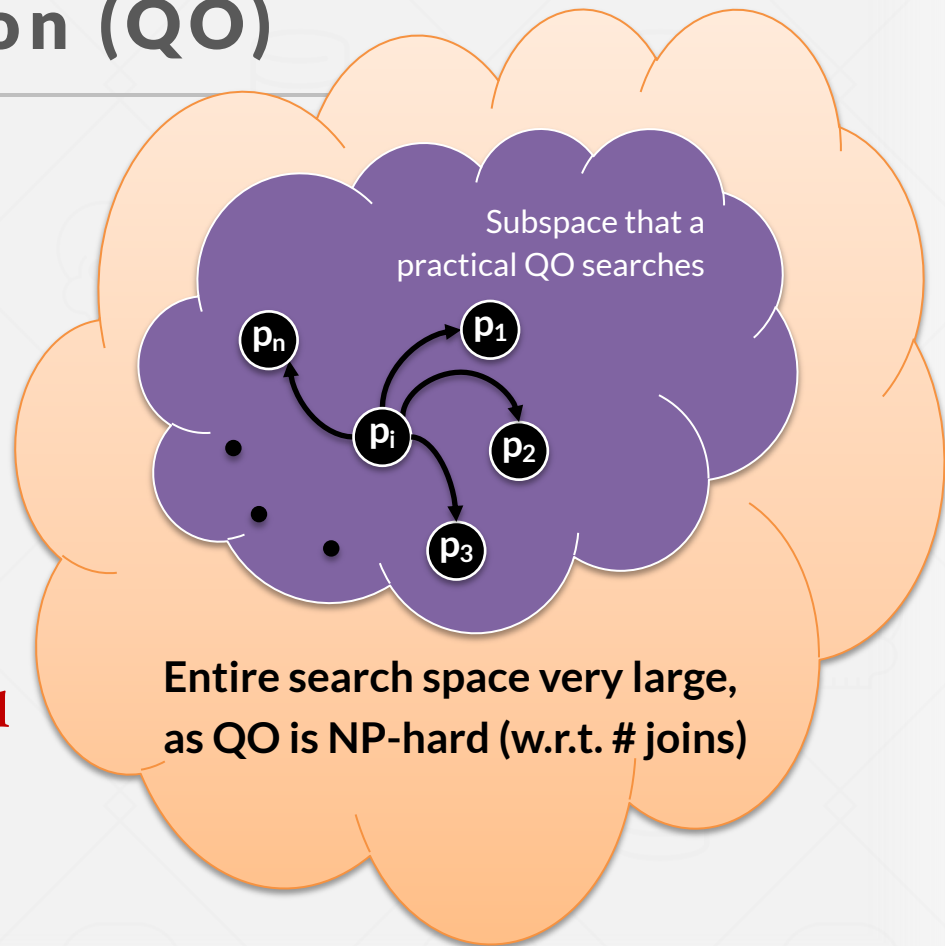 on (QO)
Subspace that a
practical QO searches
pn
p1
pi
p2
p3
Entire search space very large,
as QO is NP-hard (w.r.t. # joins)